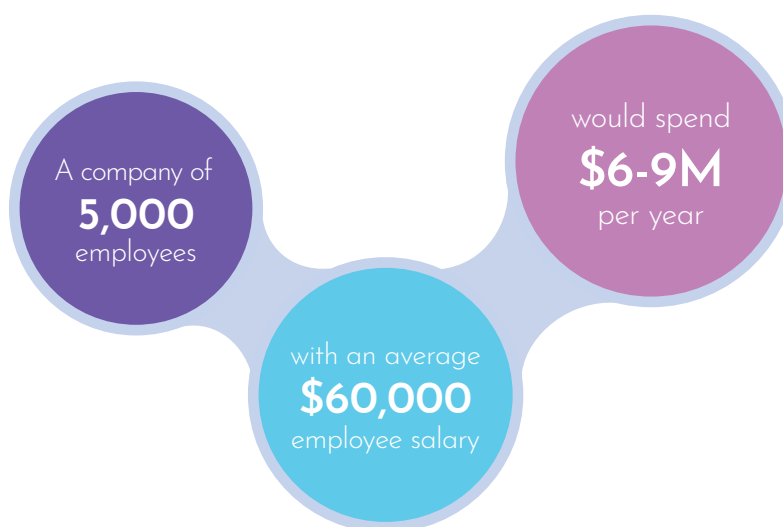 A company of
5,000
employees
with an average
$60,000
employee salary
would spend
$6-9M
per year